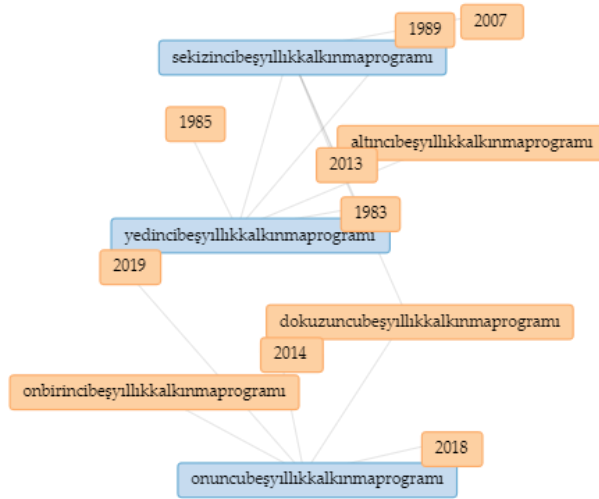 2007
1989
sekizincibeşyıllıkkalkınmaprogramı
1985
altıncıbeşyıllıkkalkınmaprogramı
2013
1983
yedincibeşyıllıkkalkınmaprogramı
2019
dokuzuncubeşyıllıkkalkınmaprogramı
2014
onbirincibeşyıllıkkalkınmaprogramı
2018
onuncubeşyıllıkkalkınmaprogramı